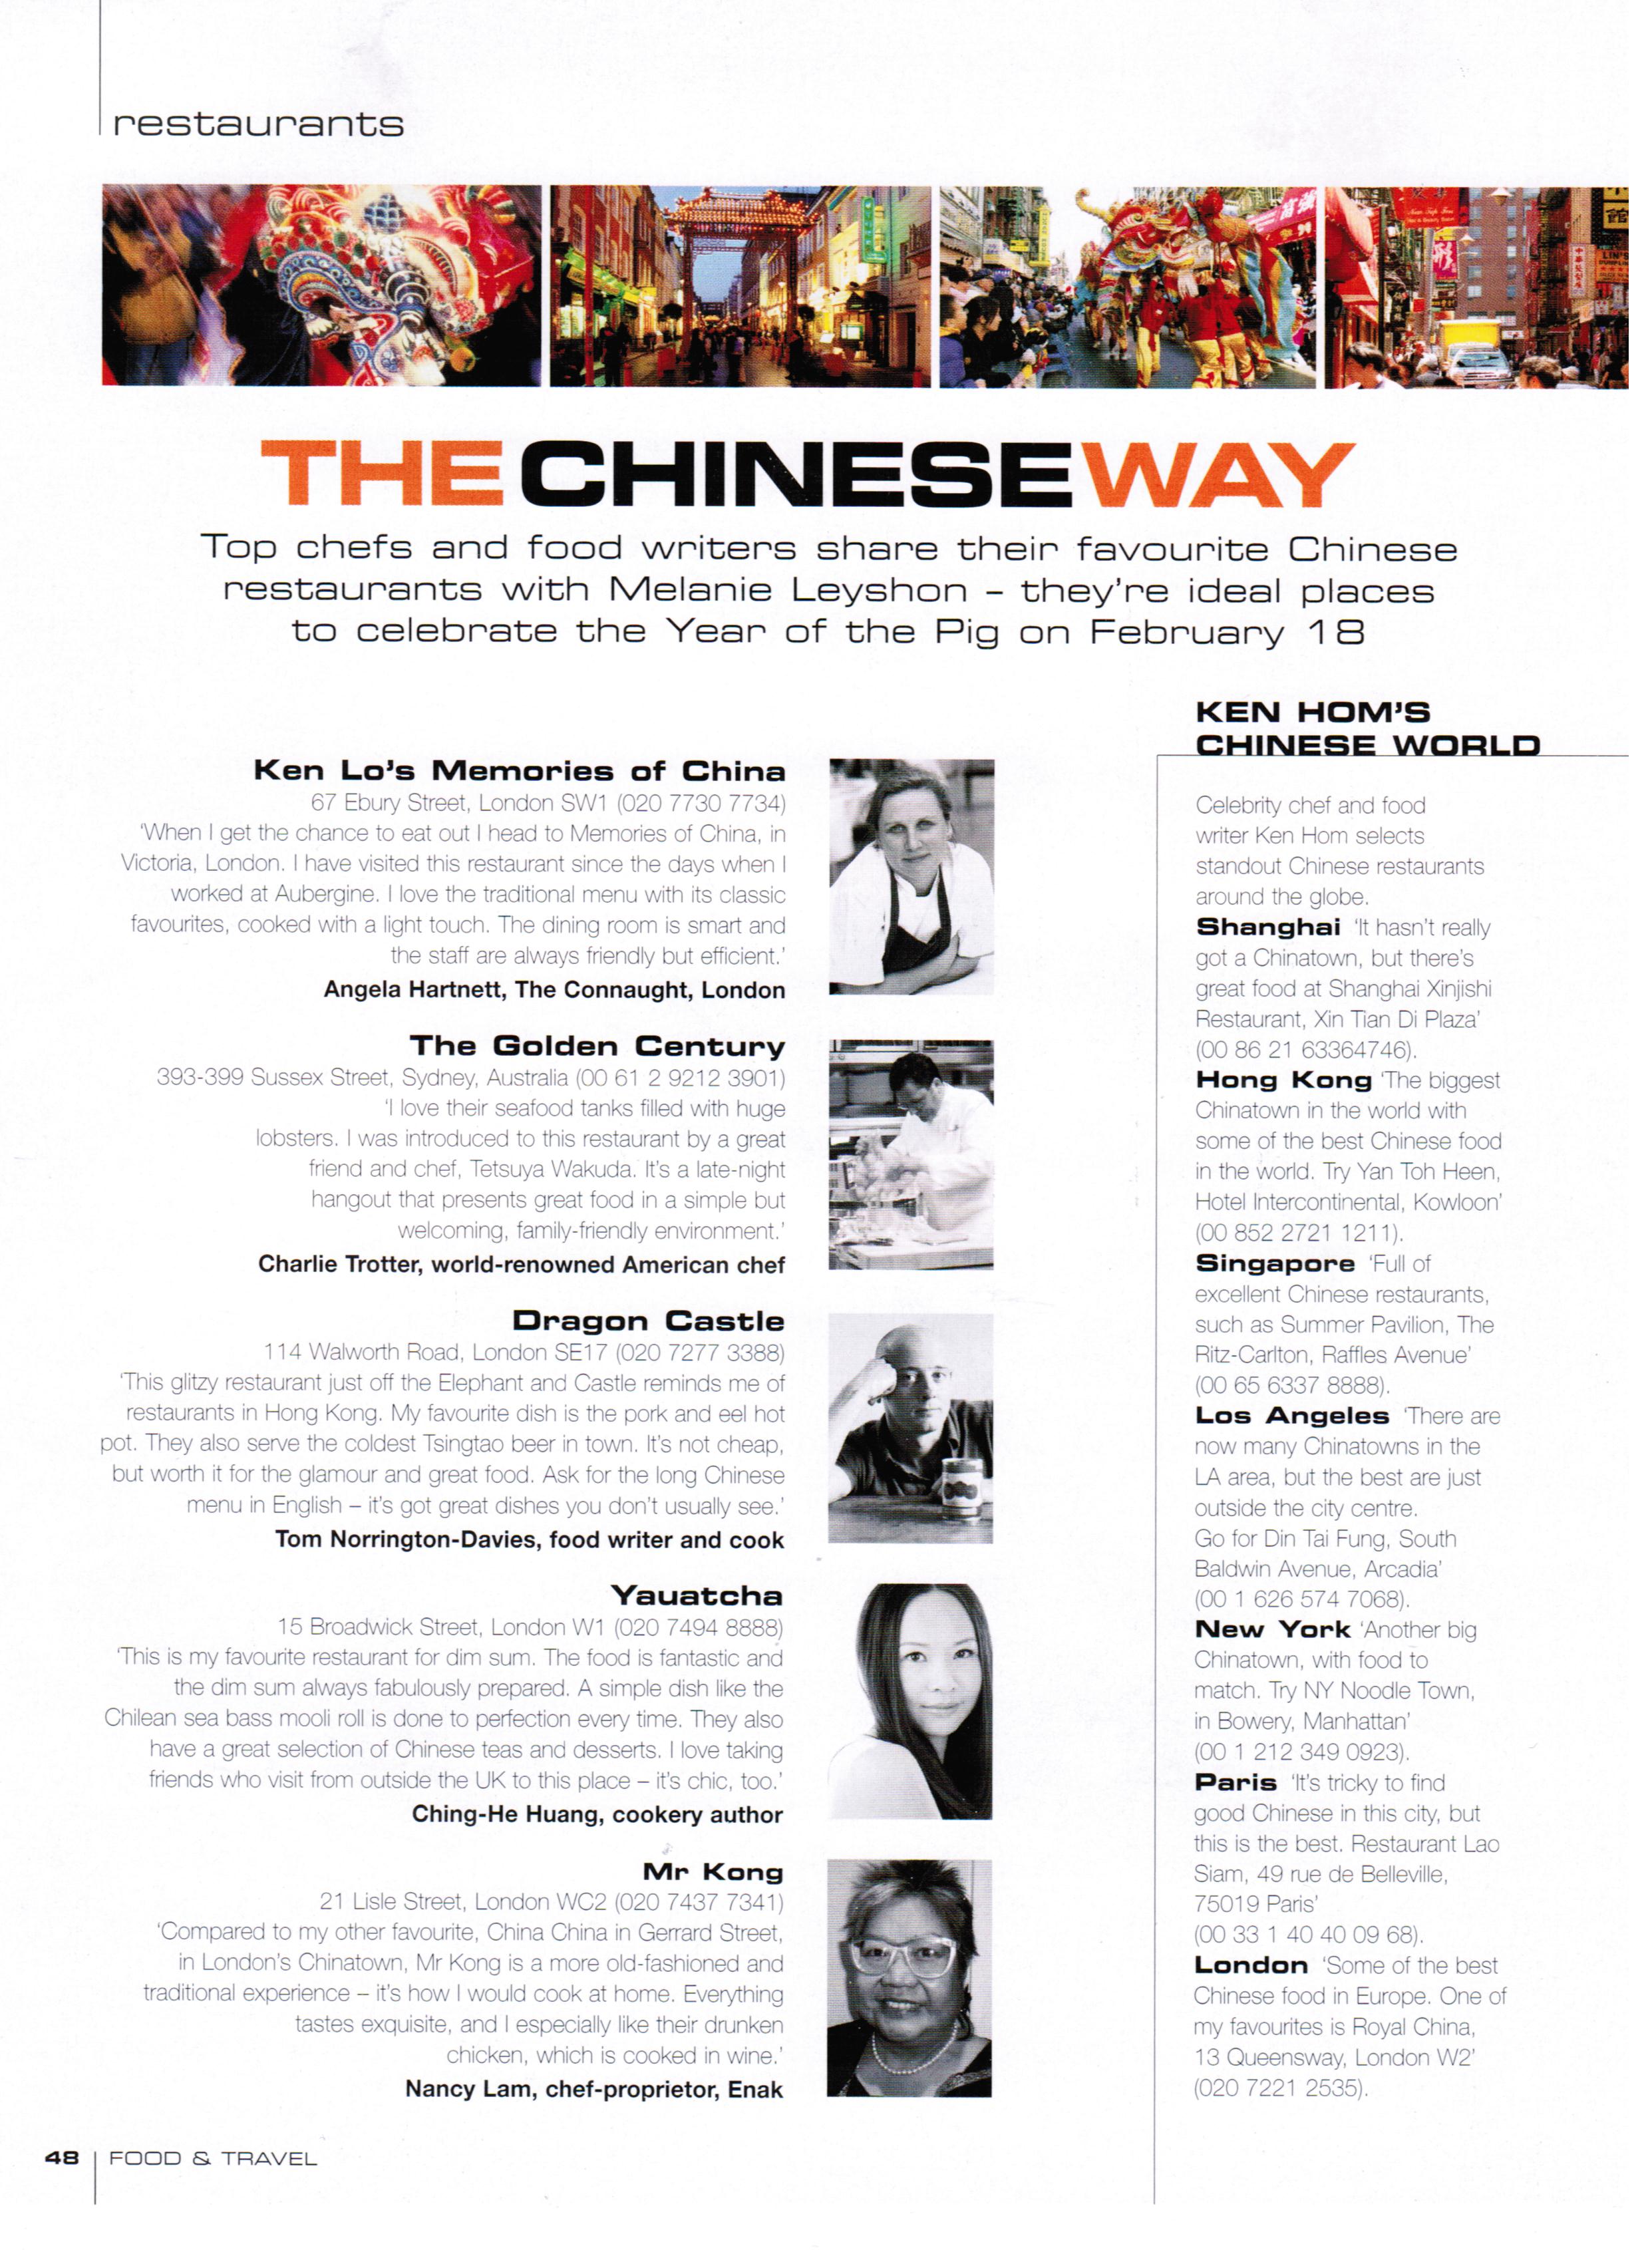 restaurants
THE CHINESE WAY
Top chefs and food writers share their favourite Chinese
restaurants with Melanie Leyshon – they're ideal places
to celebrate the Year of the Pig on February 18
Ken Lo's Memories of China
67 Ebury Street, London SW1 (020 7730 7734)
'When I get the chance to eat out I head to Memories of China, in
Victoria, London. I have visited this restaurant since the days when I
worked at Aubergine. I love the traditional menu with its classic
favourites, cooked with a light touch. The dining room is smart and
the staff are always friendly but efficient.'
Angela Hartnett, The Connaught, London
The Golden Century
393-399 Sussex Street, Sydney, Australia (00 61 2 9212 3901)
'I love their seafood tanks filled with huge
lobsters. I was introduced to this restaurant by a great
friend and chef, Tetsuya Wakuda. It's a late-night
hangout that presents great food in a simple but
welcoming, family-friendly environment.'
Charlie Trotter, world-renowned American chef
Dragon Castle
114 Walworth Road, London SE17 (020 7277 3388)
'This glitzy restaurant just off the Elephant and Castle reminds me of
restaurants in Hong Kong. My favourite dish is the pork and eel hot
pot. They also serve the coldest Tsingtao beer in town. It's not cheap,
but worth it for the glamour and great food. Ask for the long Chinese
menu in English – it's got great dishes you don't usually see.'
Tom Norrington-Davies, food writer and cook
Yauatcha
15 Broadwick Street, London W1 (020 7494 8888)
'This is my favourite restaurant for dim sum. The food is fantastic and
the dim sum always fabulously prepared. A simple dish like the
Chilean sea bass mooli roll is done to perfection every time. They also
have a great selection of Chinese teas and desserts. I love taking
friends who visit from outside the UK to this place – it's chic, too.'
Ching-He Huang, cookery author
Mr Kong
21 Lisle Street, London WC2 (020 7437 7341)
'Compared to my other favourite, China China in Gerrard Street,
in London's Chinatown, Mr Kong is a more old-fashioned and
traditional experience – it's how I would cook at home. Everything
tastes exquisite, and I especially like their drunken
chicken, which is cooked in wine.'
Nancy Lam, chef-proprietor, Enak
KEN HOM'S
CHINESE WORLD
Celebrity chef and food
writer Ken Hom selects
standout Chinese restaurants
around the globe.
Shanghai 'It hasn't really
got a Chinatown, but there's
great food at Shanghai Xinjishi
Restaurant, Xin Tian Di Plaza'
(00 86 21 63364746).
Hong Kong 'The biggest
Chinatown in the world with
some of the best Chinese food
in the world. Try Yan Toh Heen,
Hotel Intercontinental, Kowloon'
(00 852 2721 1211).
Singapore 'Full of
excellent Chinese restaurants,
such as Summer Pavilion, The
Ritz-Carlton, Raffles Avenue'
(00 65 6337 8888).
Los Angeles 'There are
now many Chinatowns in the
LA area, but the best are just
outside the city centre.
Go for Din Tai Fung, South
Baldwin Avenue, Arcadia'
(00 1 626 574 7068).
New York 'Another big
Chinatown, with food to
match. Try NY Noodle Town,
in Bowery, Manhattan'
(00 1 212 349 0923).
Paris 'It's tricky to find
good Chinese in this city, but
this is the best. Restaurant Lao
Siam, 49 rue de Belleville,
75019 Paris'
(00 33 1 40 40 09 68).
London 'Some of the best
Chinese food in Europe. One of
my favourites is Royal China,
13 Queensway, London W2'
(020 7221 2535).
48 FOOD & TRAVEL